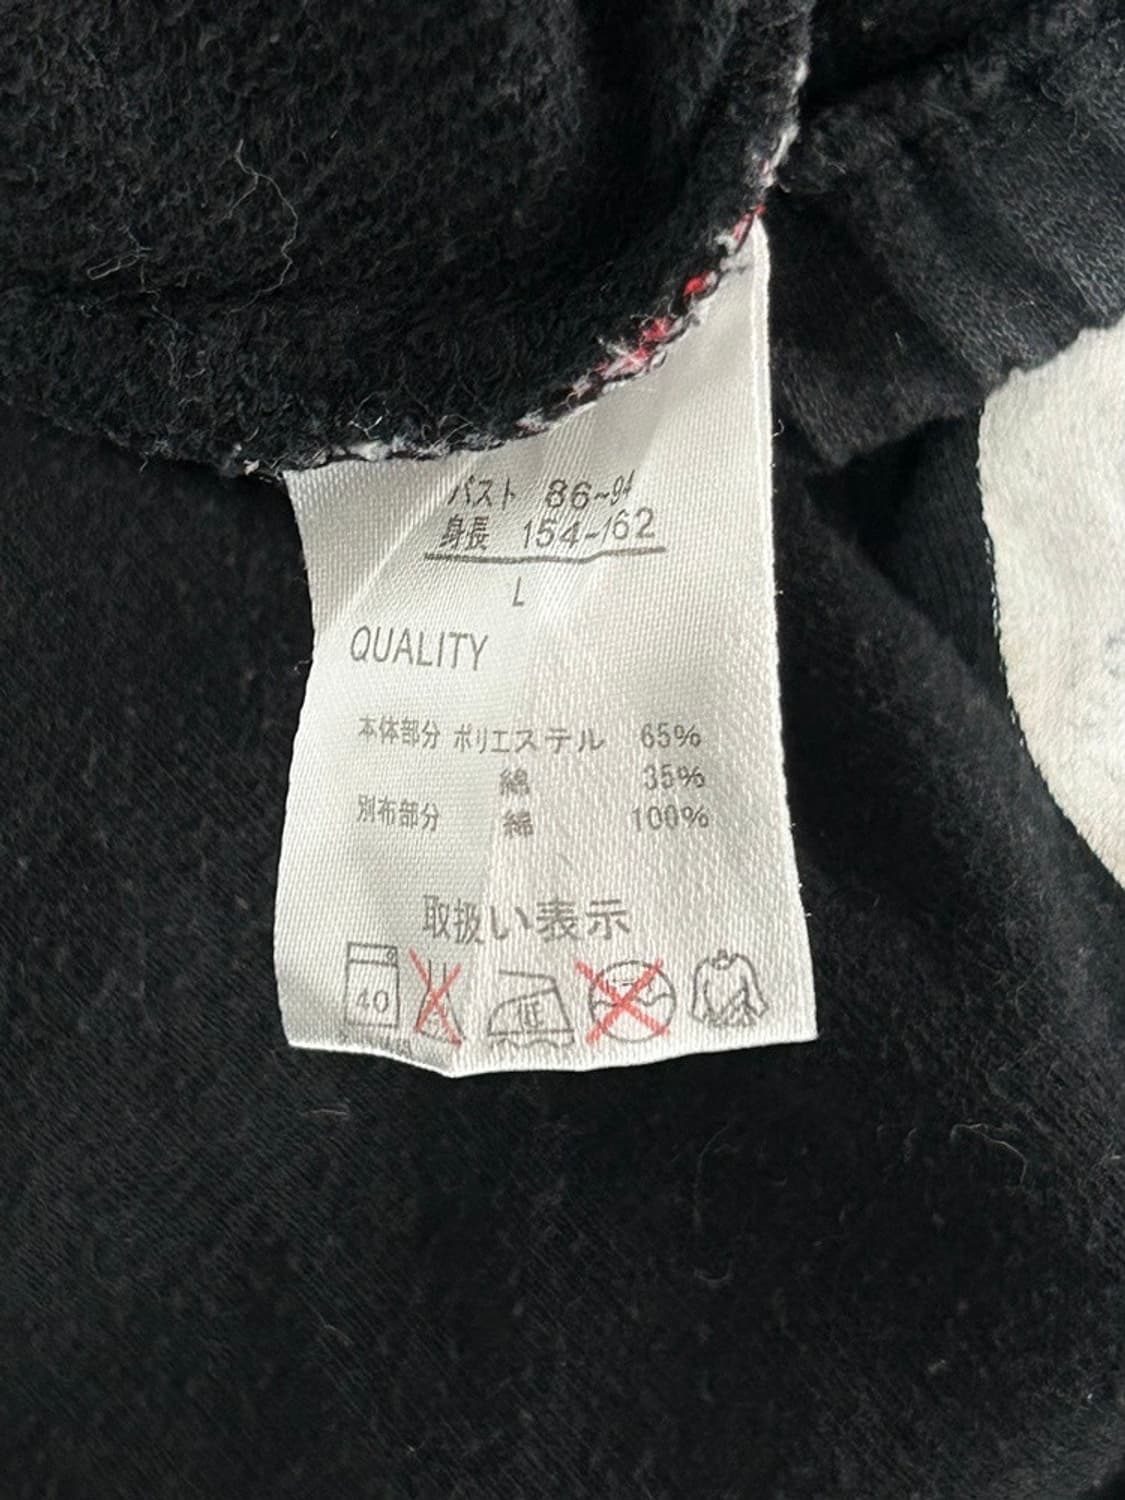 バスト 86~94
身長 154-162
L
QUALITY
本体部分 ポリエステル 65%
綿 35%
別布部分 綿 100%
取扱い表示
40 中